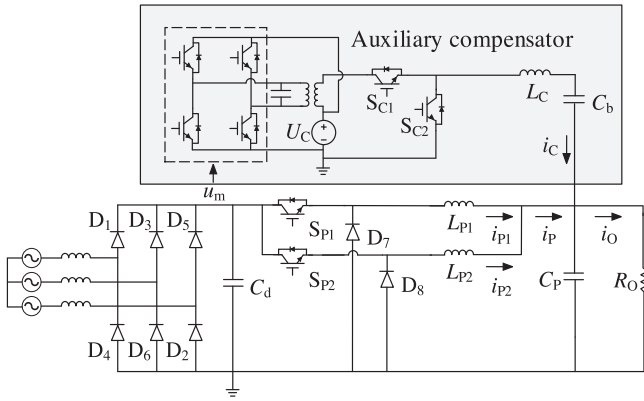 Auxiliary compensator
S_C1
L_C
C_b
S_C2
U_C
i_C
u_m
D_1 D_3 D_5
S_P1
D_7
L_P1
i_P1
i_P
i_O
S_P2
D_8
L_P2
i_P2
C_d
C_P
R_O
D_4 D_6 D_2